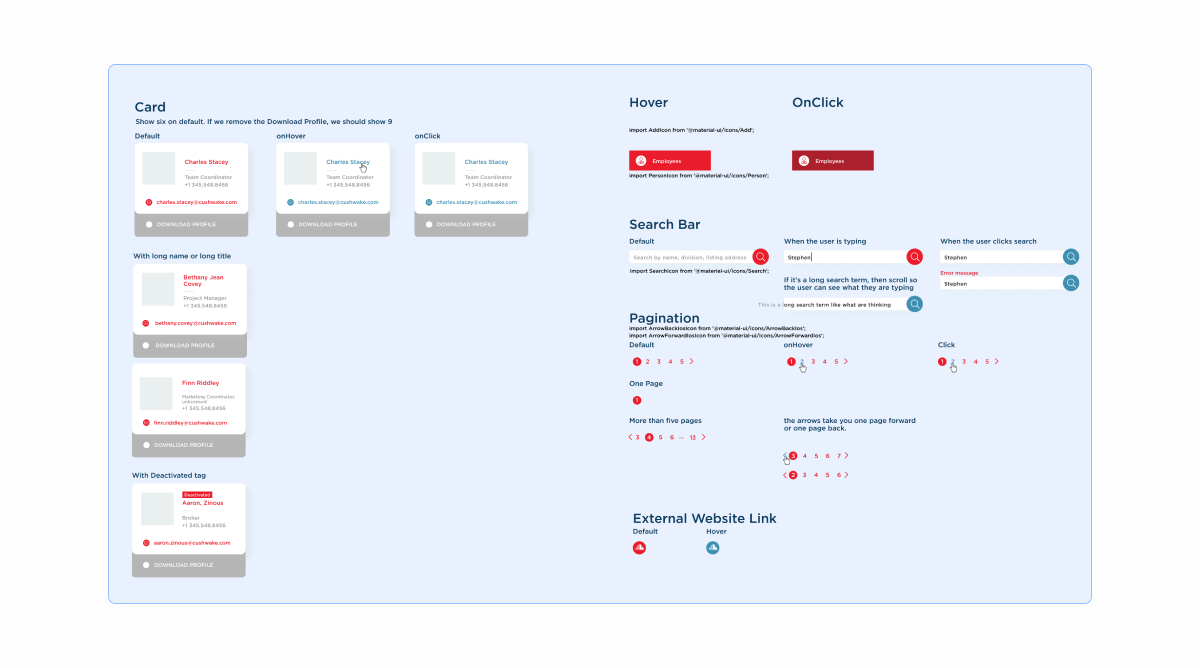 Card
Show six on default. If we remove the Download Profile, we should show 9
Default
Charles Stacey
Team Coordinator
+1 345.548.8456
charles.stacey@cushwake.com
DOWNLOAD PROFILE
onHover
Charles Stacey
Team Coordinator
+1 345.548.8456
charles.stacey@cushwake.com
DOWNLOAD PROFILE
onClick
Charles Stacey
Team Coordinator
+1 345.548.8456
charles.stacey@cushwake.com
DOWNLOAD PROFILE
With long name or long title
Bethany Jean
Covey
Project Manager
+1 345.548.8456
bethany.covey@cushwake.com
DOWNLOAD PROFILE
Finn Riddley
Marketing Coordinator,
unlicensed
+1 345.548.8456
finn.riddley@cushwake.com
DOWNLOAD PROFILE
With Deactivated tag
Deactivated
Aaron, Zinous
Broker
+1 345.548.8456
aaron.zinous@cushwake.com
DOWNLOAD PROFILE
Hover
import AddIcon from '@material-ui/icons/Add';
Employees
import PersonIcon from '@material-ui/icons/Person';
OnClick
Employees
Search Bar
Default
Search by name, division, listing address
import SearchIcon from '@material-ui/icons/Search';
When the user is typing
Stephen
If it's a long search term, then scroll so
the user can see what they are typing
This is a long search term like what are thinking
When the user clicks search
Stephen
Error message
Stephen
Pagination
import ArrowBackIosIcon from '@material-ui/icons/ArrowBackIos';
import ArrowForwardIosIcon from '@material-ui/icons/ArrowForwardIos';
Default
1 2 3 4 5 >
onHover
1 2 3 4 5 >
Click
1 2 3 4 5 >
One Page
1
More than five pages
< 3 4 5 6 ... 13 >
the arrows take you one page forward
or one page back.
< 3 4 5 6 7 >
< 2 3 4 5 6 >
External Website Link
Default
Hover